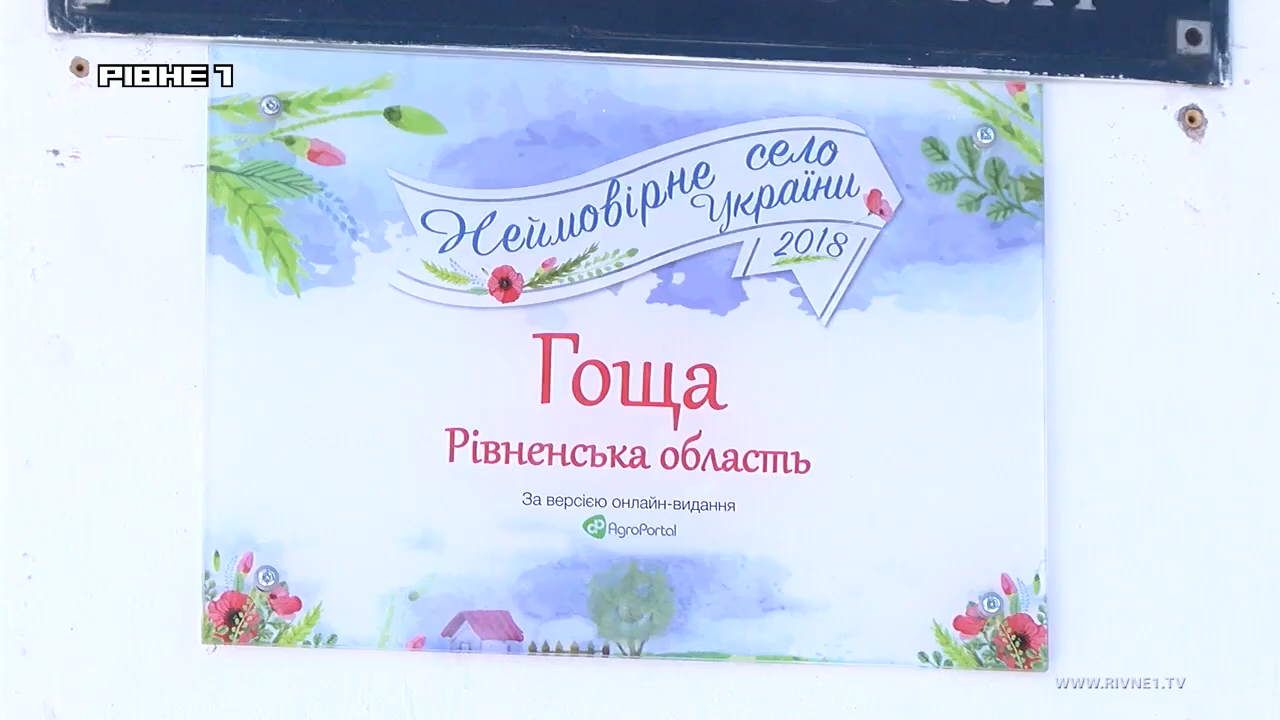 РІВНЕ 1
Неймовірне село
України
2018
Гоща
Рівненська область
За версією онлайн-видання
AgroPortal
WWW.RIVNE1.TV